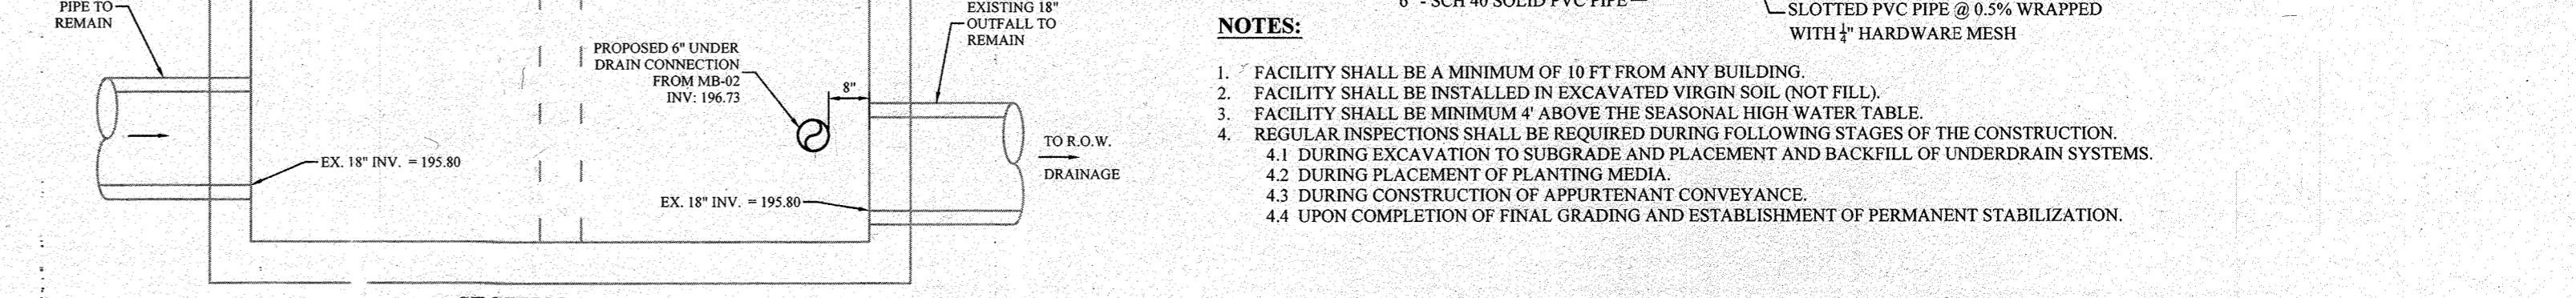 PIPE TO
REMAIN
EX. 18" INV. = 195.80
PROPOSED 6" UNDER
DRAIN CONNECTION
FROM MB-02
INV: 196.73
8"
EX. 18" INV. = 195.80
EXISTING 18"
OUTFALL TO
REMAIN
TO R.O.W.
DRAINAGE
6" - SCH 40 SOLID PVC PIPE
SLOTTED PVC PIPE @ 0.5% WRAPPED
WITH ¼" HARDWARE MESH
NOTES:
1. FACILITY SHALL BE A MINIMUM OF 10 FT FROM ANY BUILDING.
2. FACILITY SHALL BE INSTALLED IN EXCAVATED VIRGIN SOIL (NOT FILL).
3. FACILITY SHALL BE MINIMUM 4' ABOVE THE SEASONAL HIGH WATER TABLE.
4. REGULAR INSPECTIONS SHALL BE REQUIRED DURING FOLLOWING STAGES OF THE CONSTRUCTION.
4.1 DURING EXCAVATION TO SUBGRADE AND PLACEMENT AND BACKFILL OF UNDERDRAIN SYSTEMS.
4.2 DURING PLACEMENT OF PLANTING MEDIA.
4.3 DURING CONSTRUCTION OF APPURTENANT CONVEYANCE.
4.4 UPON COMPLETION OF FINAL GRADING AND ESTABLISHMENT OF PERMANENT STABILIZATION.